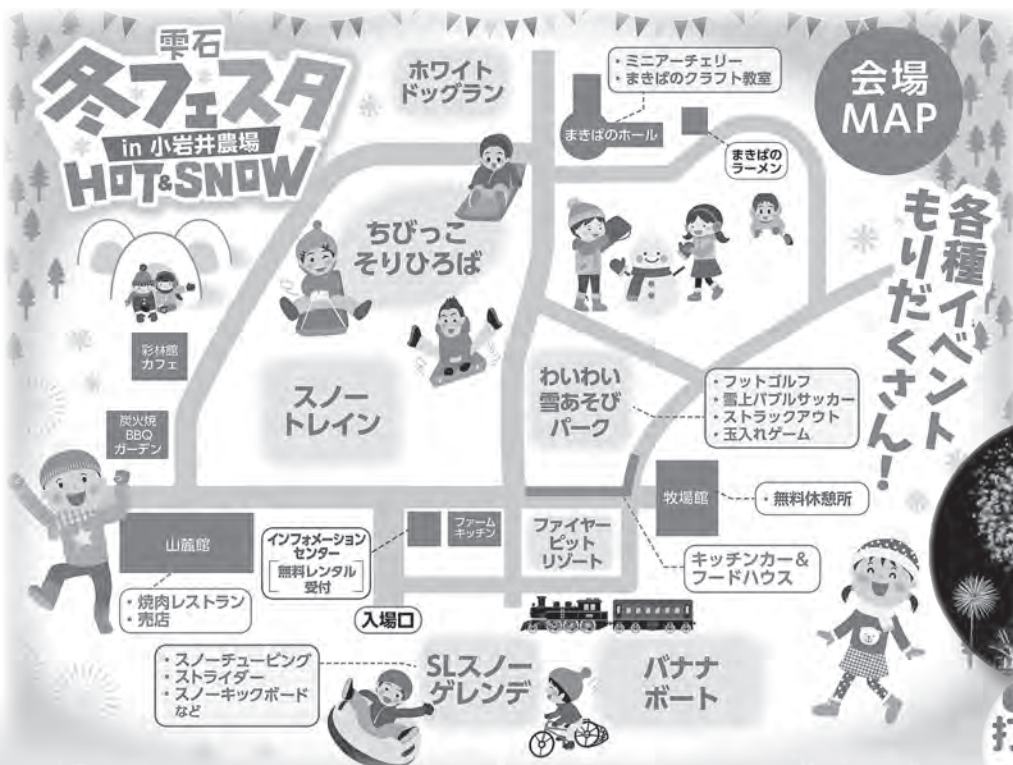 雫石
冬フェスタ
in 小岩井農場
HOT&SNOW
会場
MAP
各種イベント
もりだくさん！
ホワイト
ドッグラン
・ミニアーチェリー
・まきばのクラフト教室
まきばのホール
まきばの
ラーメン
ちびっこ
そりひろば
彩林館
カフェ
炭火焼
BBQ
ガーデン
スノー
トレイン
わいわい
雪あそび
パーク
・フットゴルフ
・雪上バブルサッカー
・ストラックアウト
・玉入れゲーム
牧場館
・無料休憩所
山麓館
・焼肉レストラン
・売店
インフォメーション
センター
無料レンタル
受付
ファーム
キッチン
ファイヤー
ピット
リゾート
キッチンカー＆
フードハウス
入場口
・スノーチュービング
・ストライダー
・スノーキックボード
など
SLスノー
ゲレンデ
バナナ
ボート
打